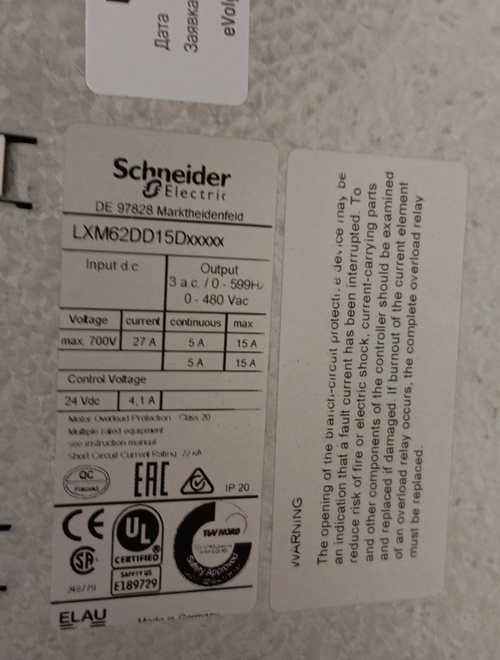 Дата
Заявка
eVol
Schneider
Electric
DE 97828 Marktheidenfeld
LXM62DD15Dxxxxx
Input d.c Output
3 a.c. / 0 - 599Hz
0 - 480 Vac
Voltage current continuous max.
max. 700V 27 A 5 A 15 A
5 A 15 A
Control Voltage
24 Vdc 4,1 A
Motor Overload Protection Class 20
Multiple rated equipment
see instruction manual
Short Circuit Current Rating 22 kA
QC
Passed
EAC
IP 20
CE
UL
CERTIFIED
SAFETY US
E189729
SA
TÜV NORD
Safety Approved
ELAU
Made in Germany
WARNING
The opening of the branch-circuit protective device may be
an indication that a fault current has been interrupted. To
reduce risk of fire or electric shock, current-carrying parts
and other components of the controller should be examined
and replaced if damaged. If burnout of the current element
of an overload relay occurs, the complete overload relay
must be replaced.